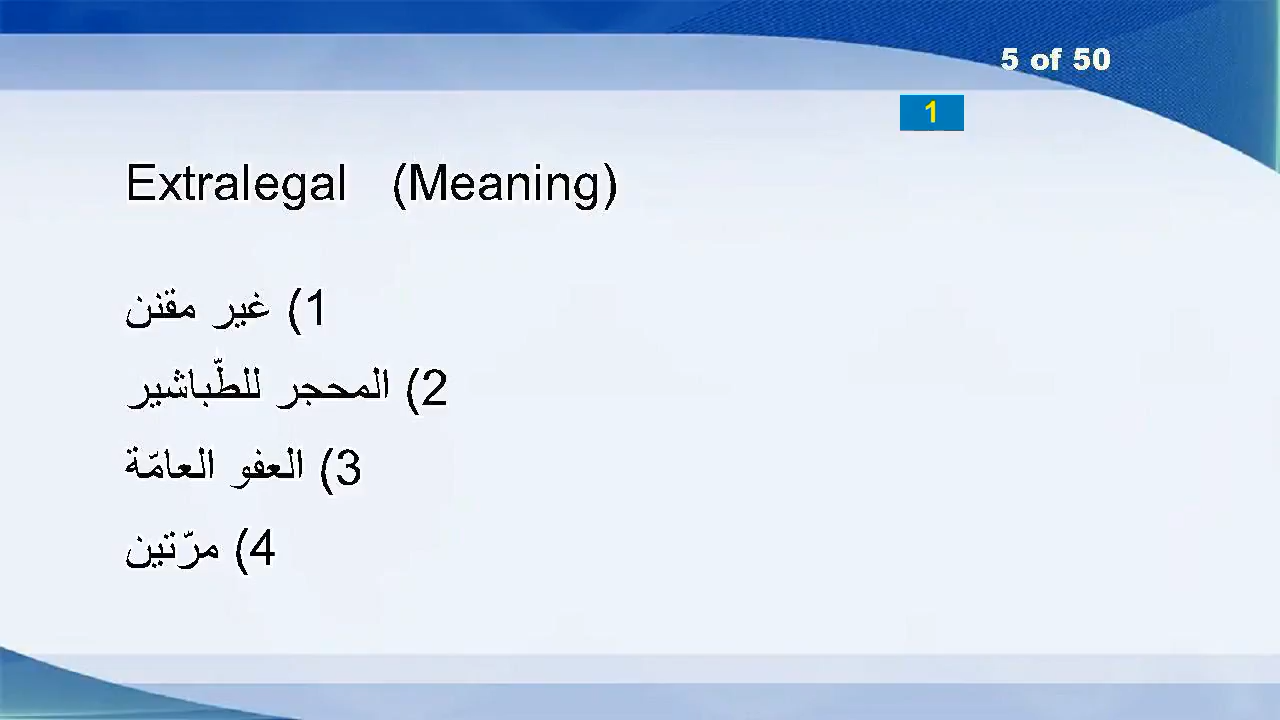 5 of 50
1
Extralegal (Meaning)
1) غير مقنن
2) المحجر للطّباشير
3) العفو العامّة
4) مرّتين